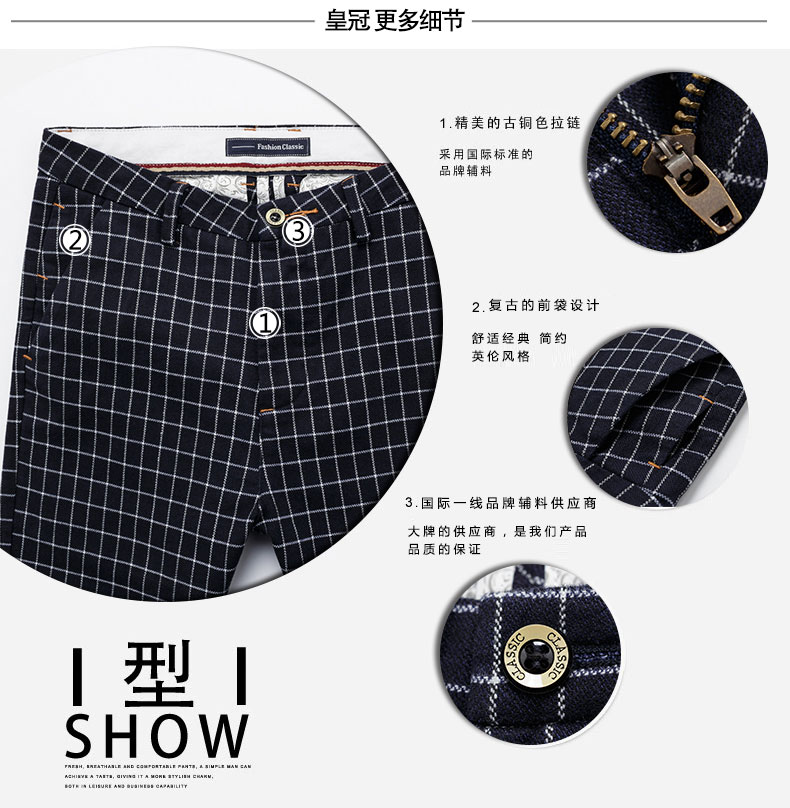 皇冠 更多细节
Fashion Classic
1.精美的古铜色拉链
采用国际标准的
品牌辅料
②
③
①
2.复古的前袋设计
舒适经典 简约
英伦风格
3.国际一线品牌辅料供应商
大牌的供应商，是我们产品
品质的保证
CLASSIC CLASSIC
型
SHOW
FRESH, BREATHABLE AND COMFORTABLE PANTS, A SIMPLE MAN CAN
ACHIEVE A TASTE, GIVING IT A MORE STYLISH CHARM,
BOTH IN LEISURE AND BUSINESS CAPABILITY